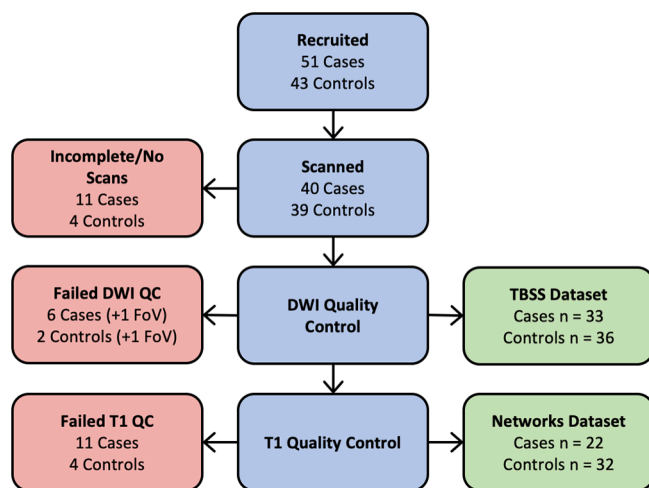 Recruited
51 Cases
43 Controls
Incomplete/No
Scans
11 Cases
4 Controls
Scanned
40 Cases
39 Controls
Failed DWI QC
6 Cases (+1 FoV)
2 Controls (+1 FoV)
DWI Quality
Control
TBSS Dataset
Cases n = 33
Controls n = 36
Failed T1 QC
11 Cases
4 Controls
T1 Quality Control
Networks Dataset
Cases n = 22
Controls n = 32